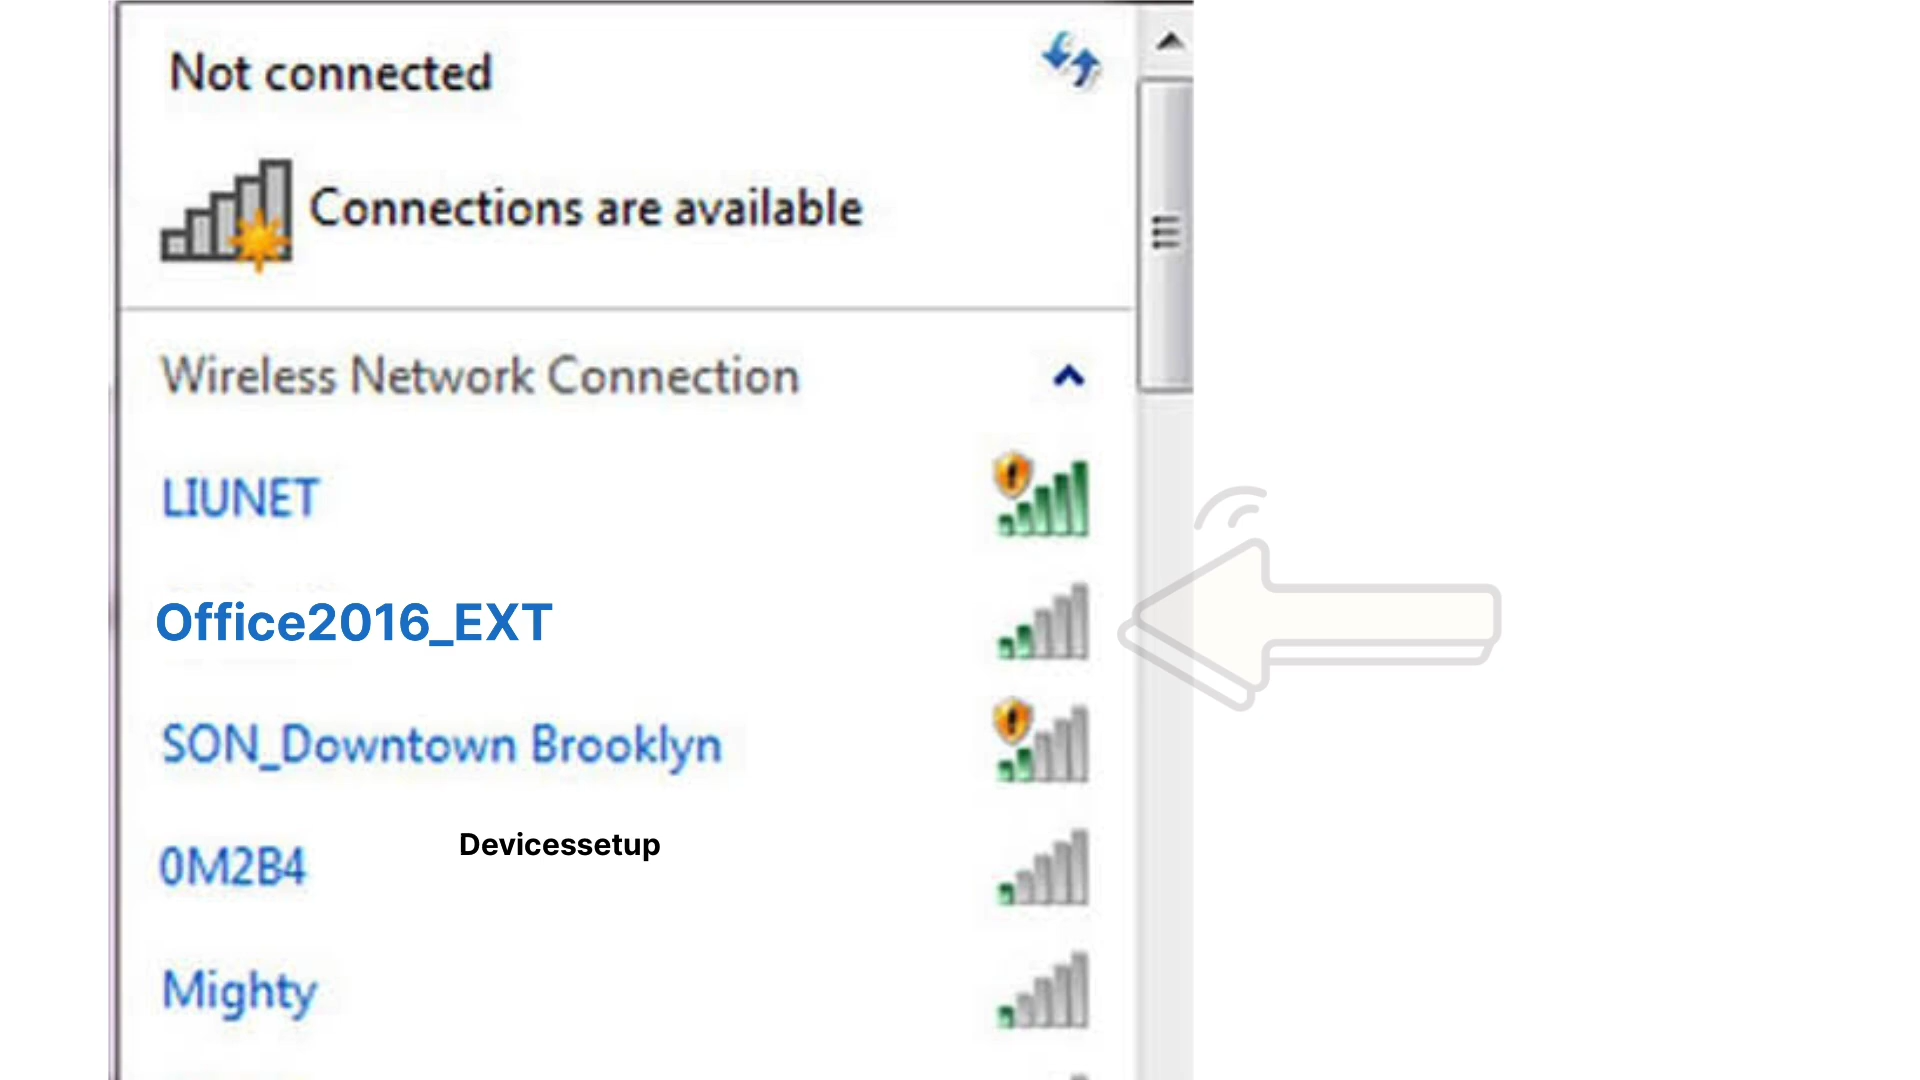 Not connected
Connections are available
Wireless Network Connection
LIUNET
Office2016_EXT
SON_Downtown Brooklyn
Devicessetup
0M2B4
Mighty